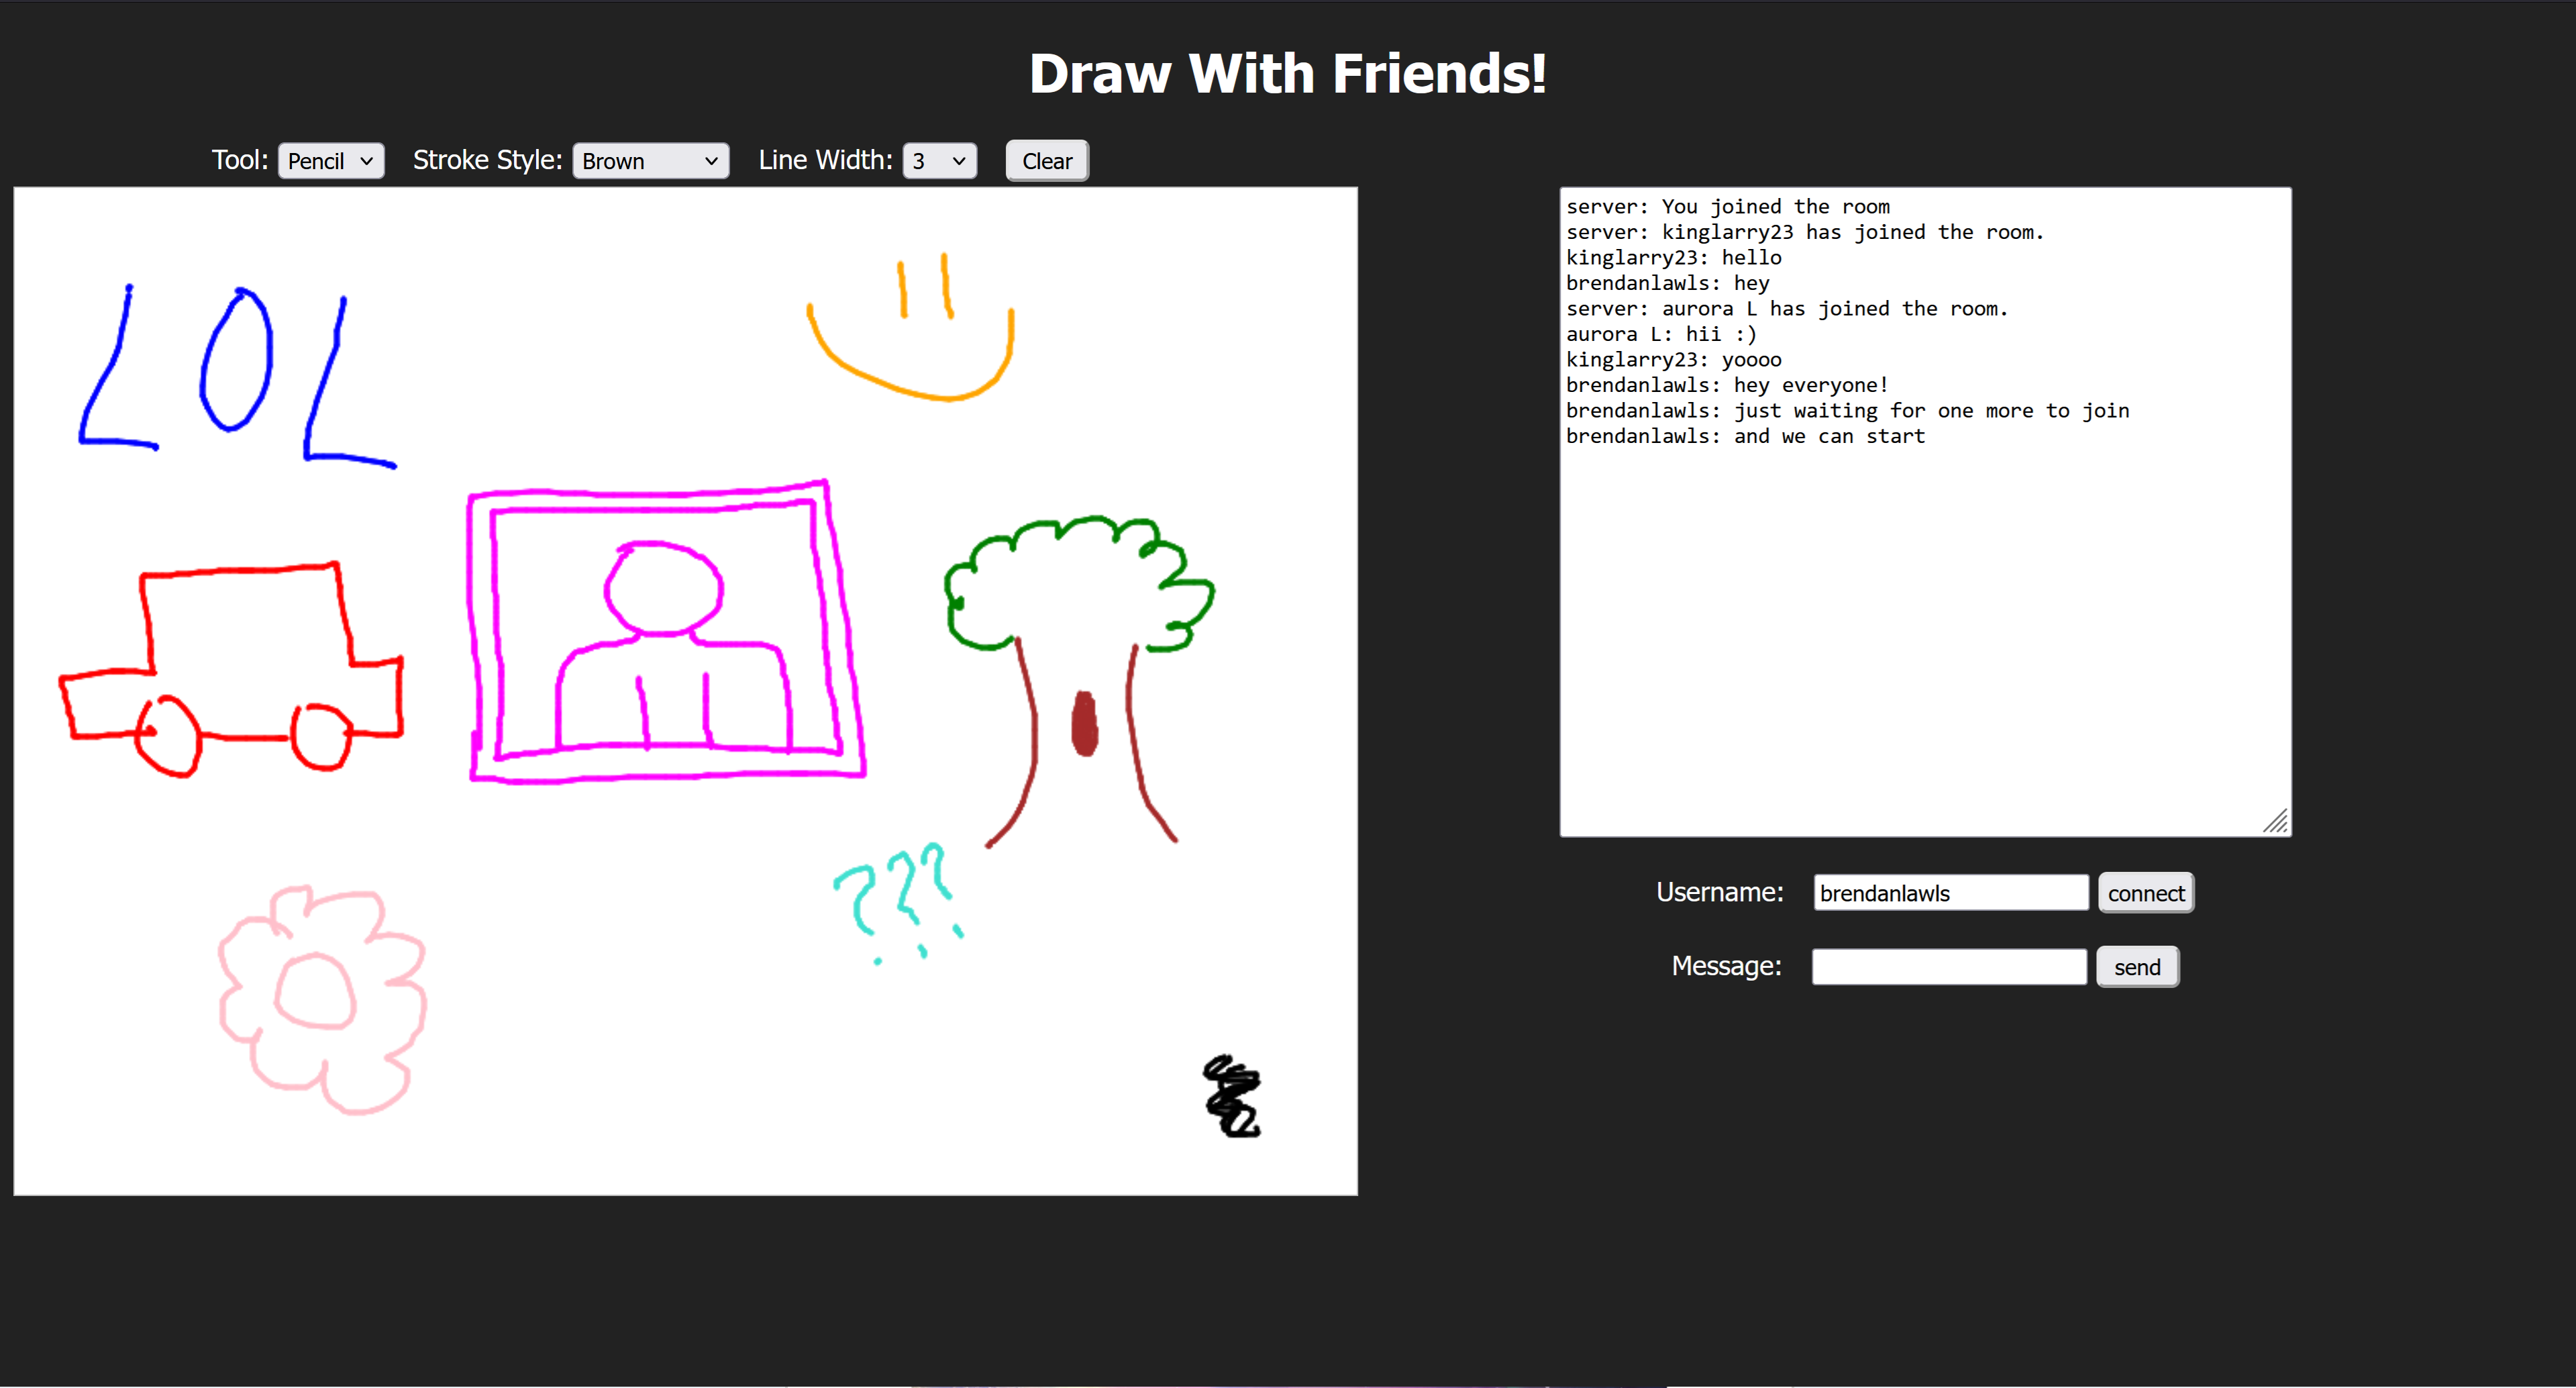 Draw With Friends!
Tool: Pencil Stroke Style: Brown Line Width: 3 Clear
LOL
???
server: You joined the room
server: kinglarry23 has joined the room.
kinglarry23: hello
brendanlawls: hey
server: aurora L has joined the room.
aurora L: hii :)
kinglarry23: yoooo
brendanlawls: hey everyone!
brendanlawls: just waiting for one more to join
brendanlawls: and we can start
Username: brendanlawls connect
Message: send